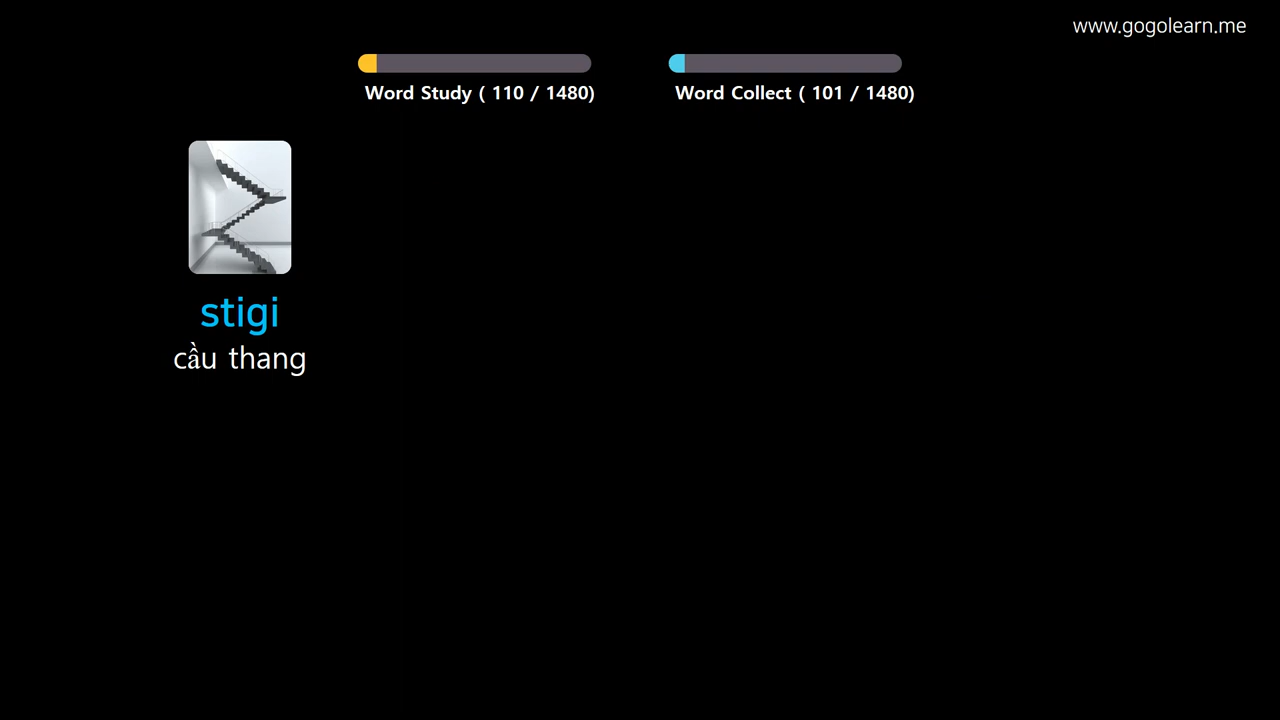 www.gogolearn.me
Word Study ( 110 / 1480)
Word Collect ( 101 / 1480)
stigi
cầu thang